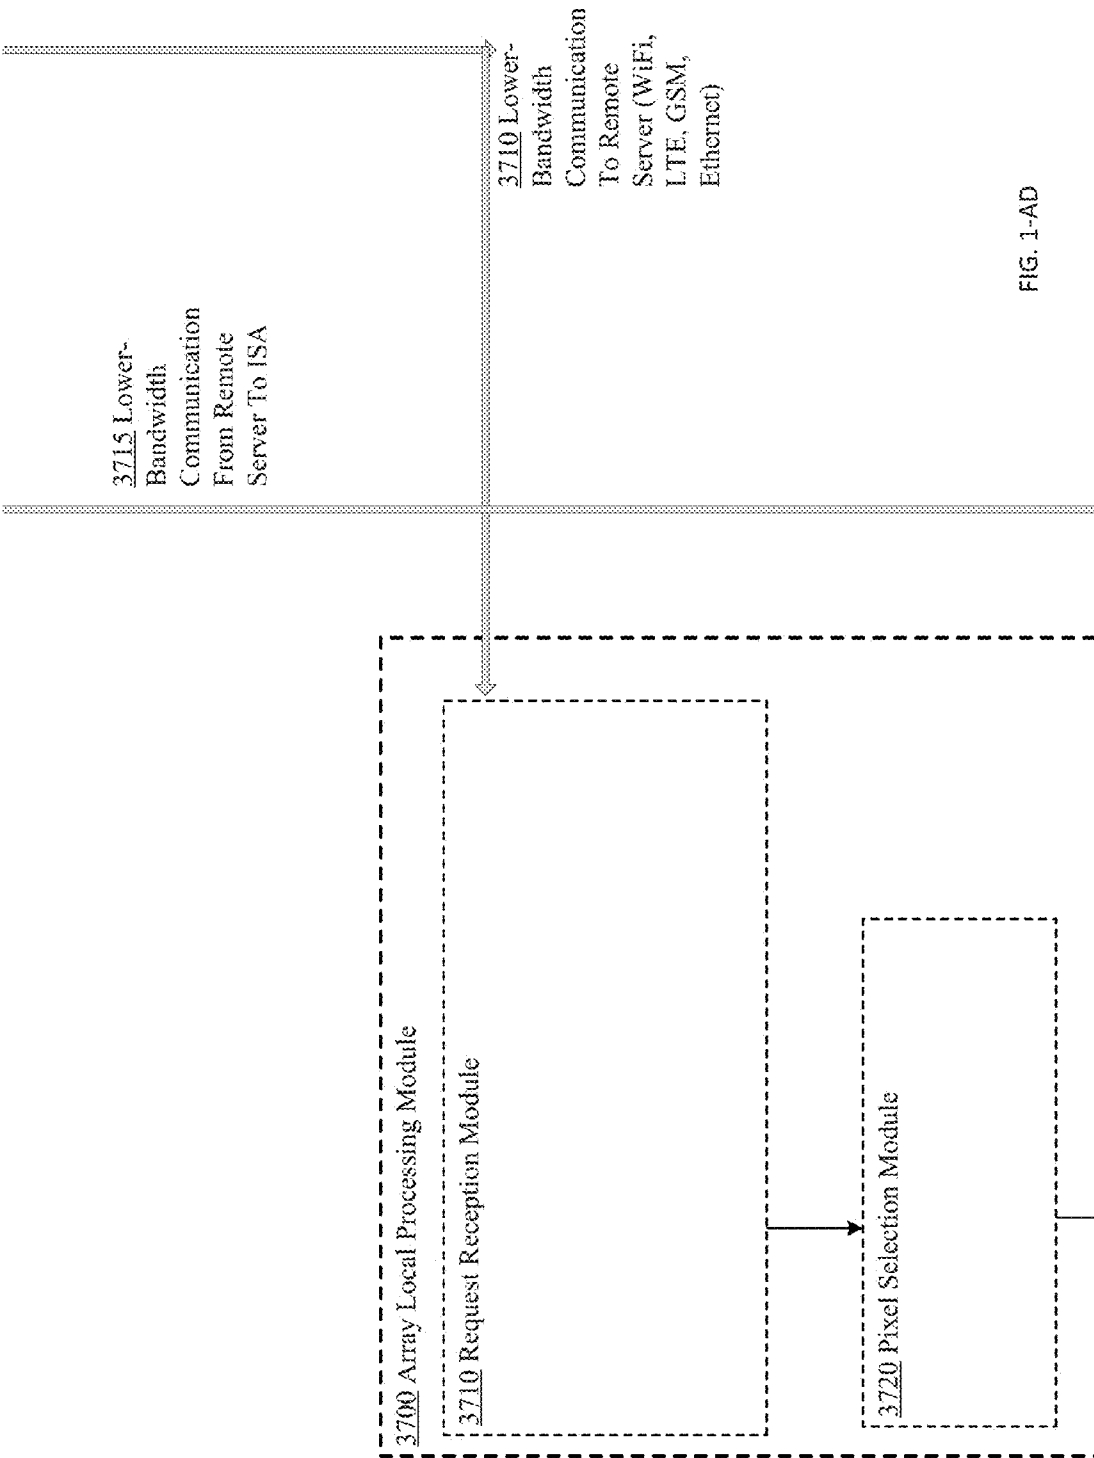 3715 Lower-
Bandwidth
Communication
From Remote
Server To ISA
3710 Lower-
Bandwidth
Communication
To Remote
Server (WiFi,
LTE, GSM,
Ethernet)
3700 Array Local Processing Module
3710 Request Reception Module
3720 Pixel Selection Module
FIG. 1-AD